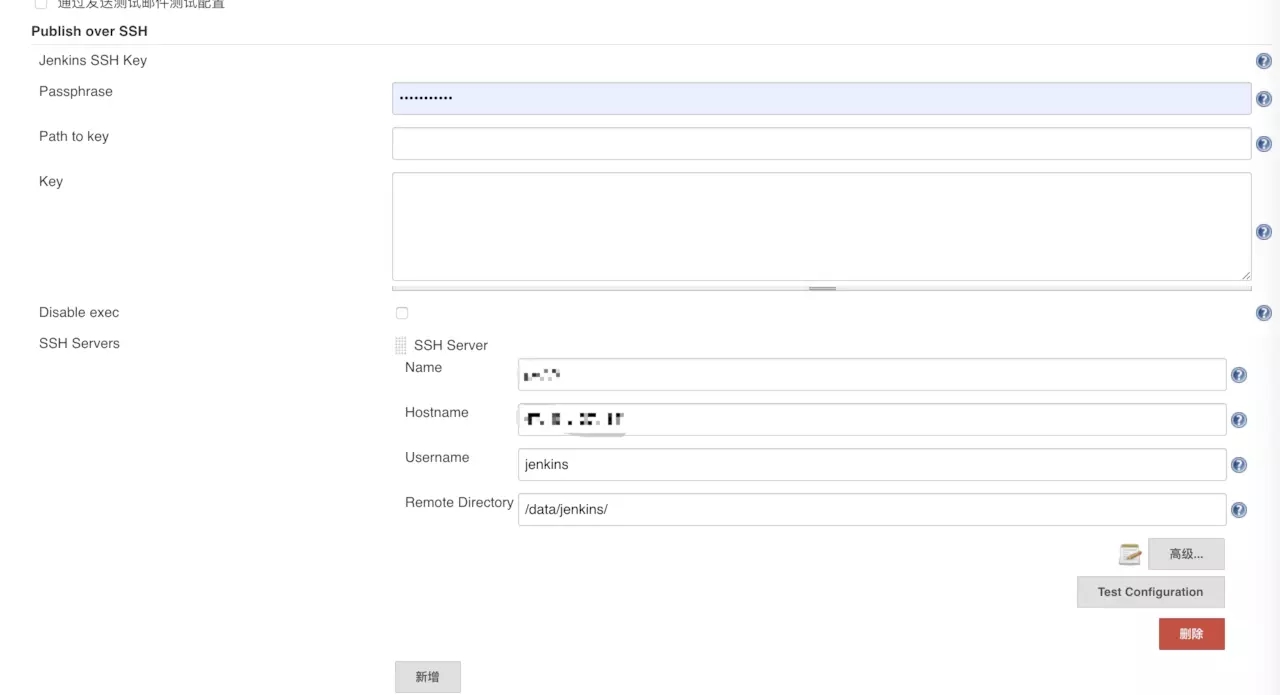 通过发送测试邮件测试配置
Publish over SSH
Jenkins SSH Key
Passphrase
•••••••••••
Path to key
Key
Disable exec
SSH Servers
SSH Server
Name
Hostname
Username
jenkins
Remote Directory
/data/jenkins/
高级...
Test Configuration
删除
新增